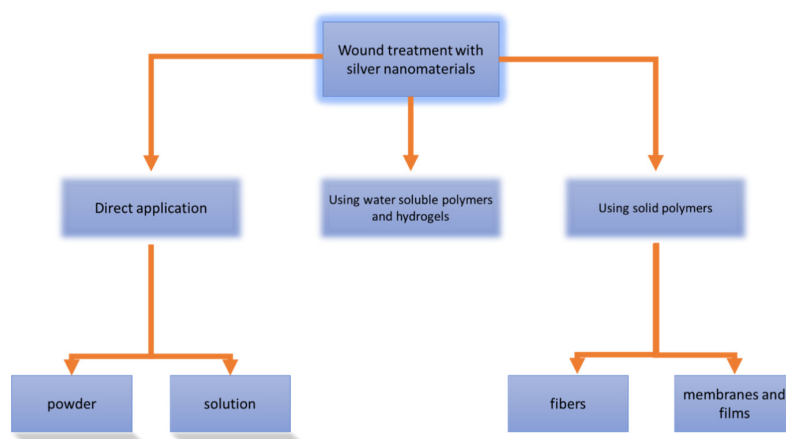 Wound treatment with
silver nanomaterials
Direct application
Using water soluble polymers
and hydrogels
Using solid polymers
powder
solution
fibers
membranes and
films